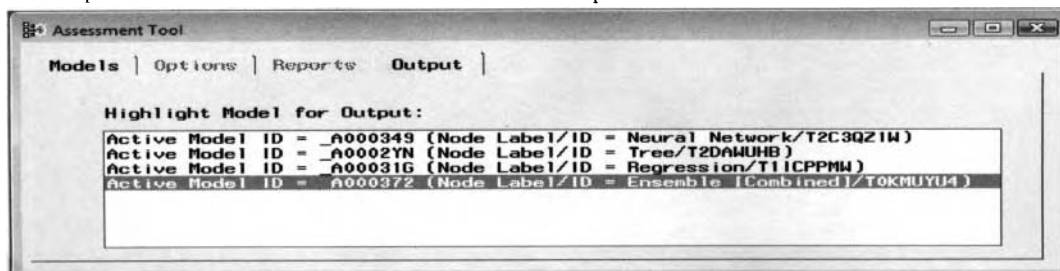 Assessment Tool
Models Options Reports Output
Highlight Model for Output:
Active Model ID = _A000349 (Node Label/ID = Neural Network/T2C3QZ1W)
Active Model ID = _A0002YN (Node Label/ID = Tree/T2DAWUHB)
Active Model ID = _A00031G (Node Label/ID = Regression/T1ICPPMW)
Active Model ID = _A000372 (Node Label/ID = Ensemble [Combined]/T0KMUYU4)